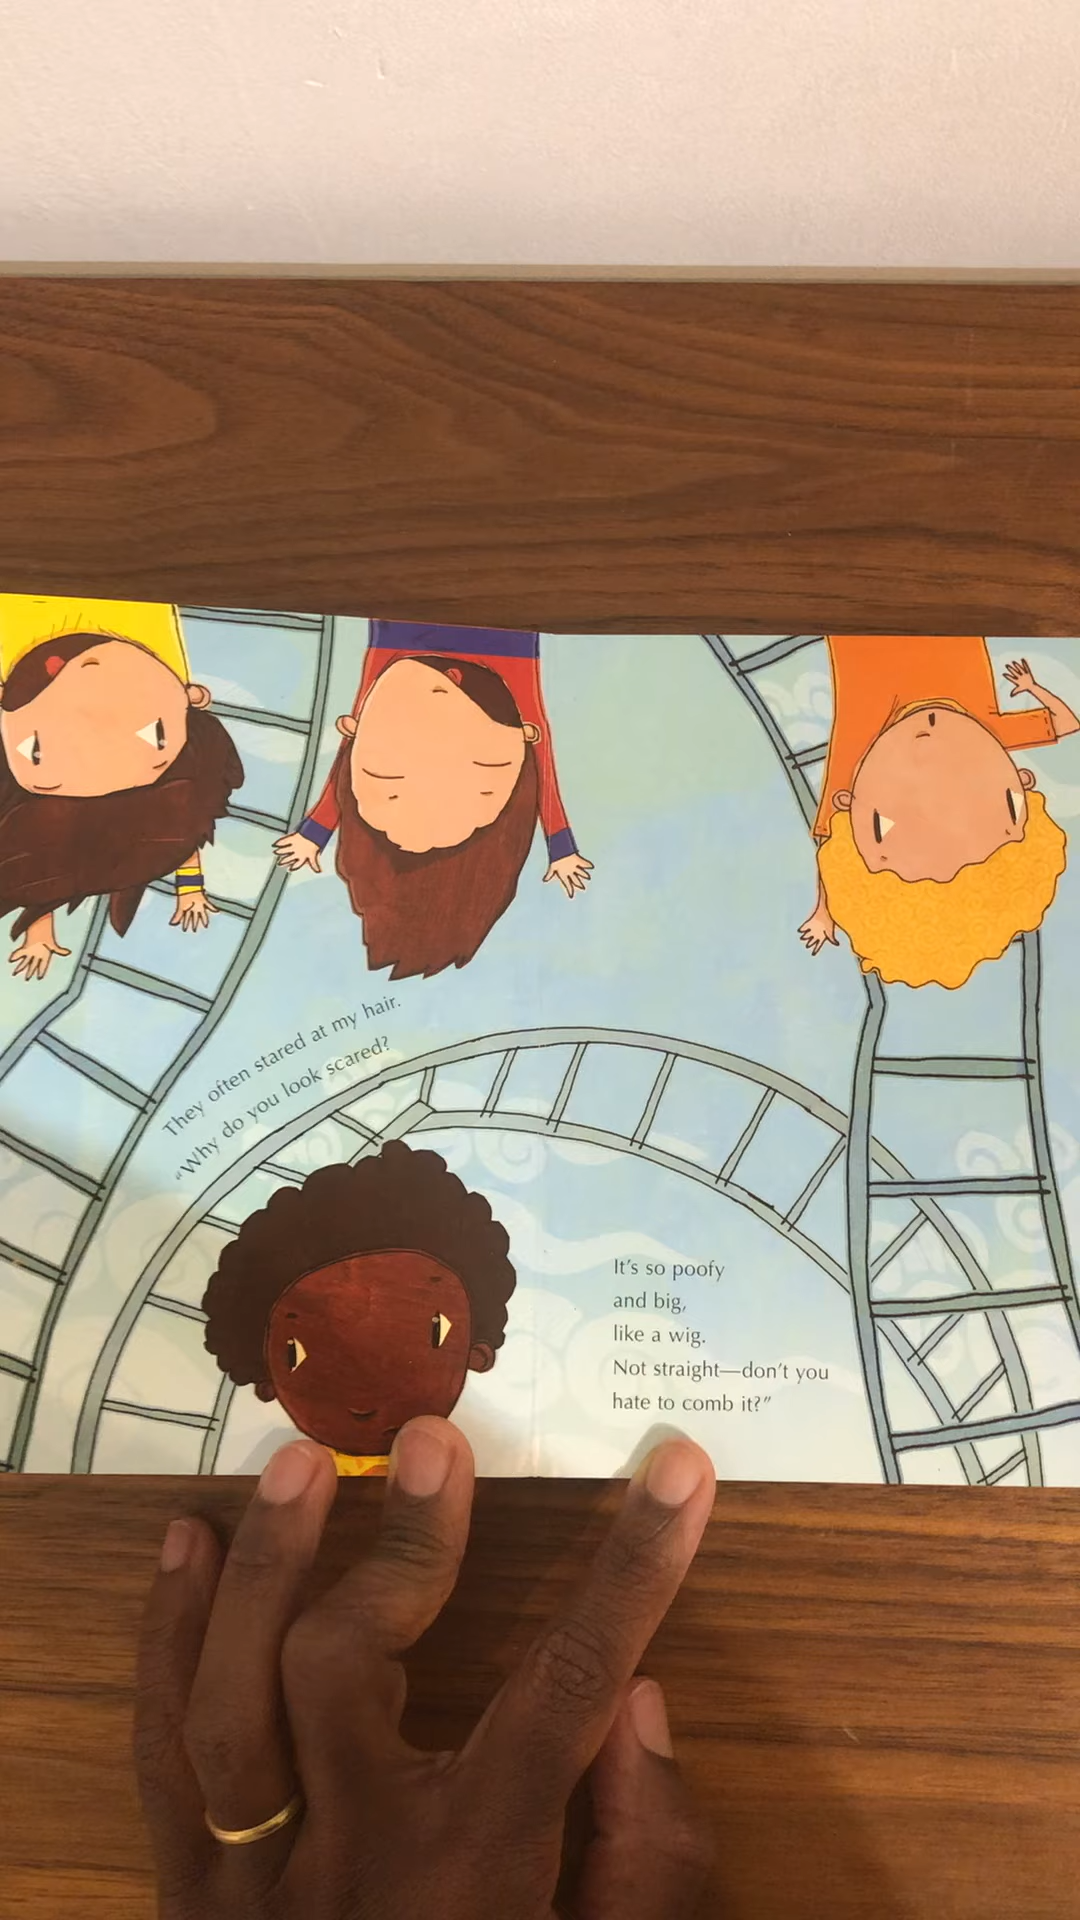 They often stared at my hair.
“Why do you look scared?
It’s so poofy
and big,
like a wig.
Not straight—don’t you
hate to comb it?”